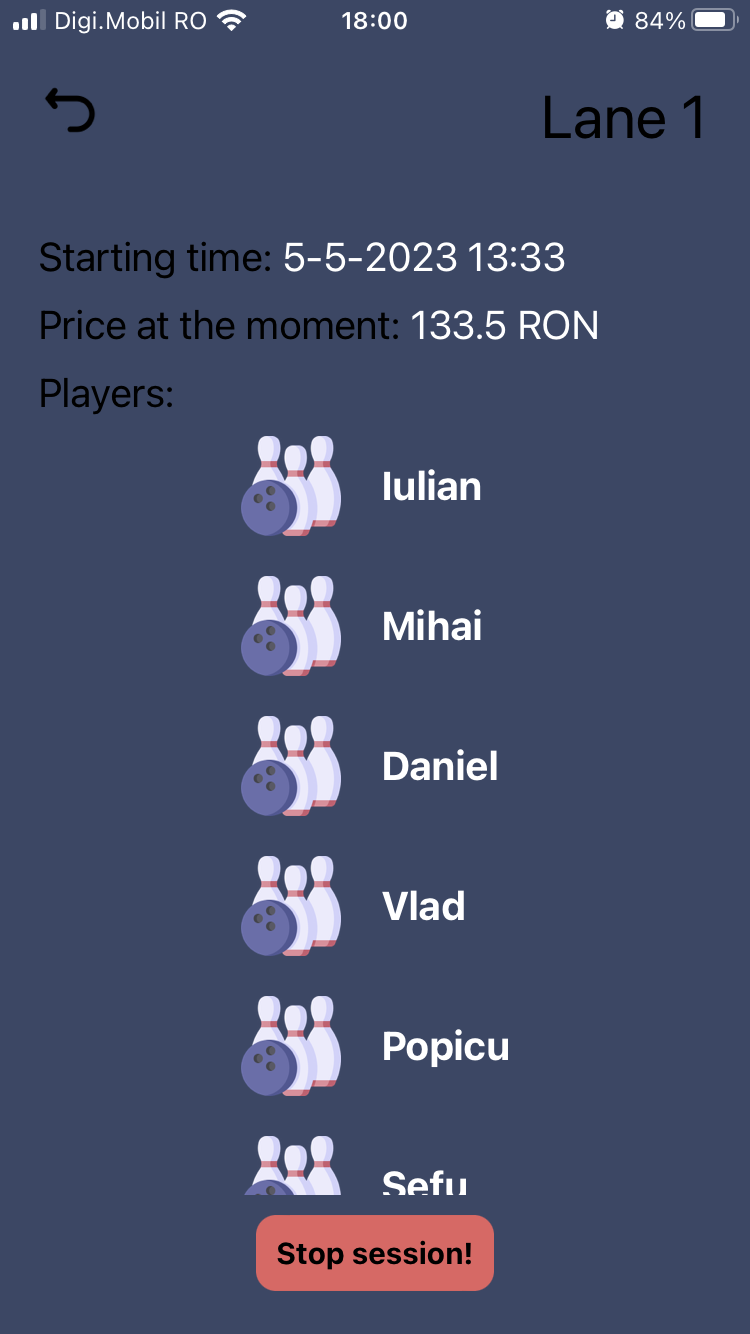 Digi.Mobil RO 18:00 84%
Lane 1
Starting time: 5-5-2023 13:33
Price at the moment: 133.5 RON
Players:
Iulian
Mihai
Daniel
Vlad
Popicu
Sefu
Stop session!